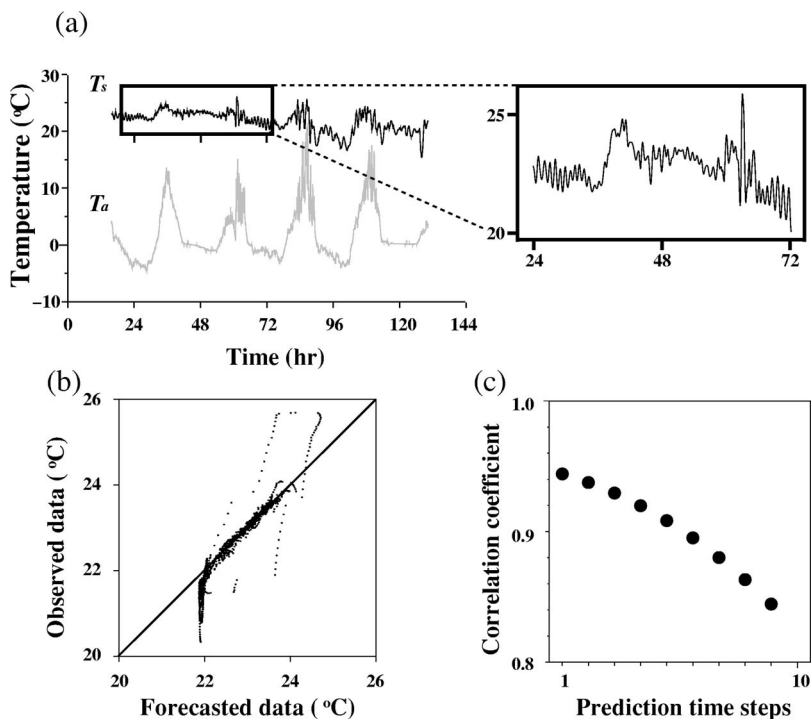 (a)
30
20
10
0
−10
Temperature (°C)
Ts
Ta
0 24 48 72 96 120 144
Time (hr)
25
20
24 48 72
(b)
26
24
22
20
Observed data ( °C)
20 22 24 26
Forecasted data ( °C)
(c)
1.0
0.9
0.8
Correlation coefficient
1 10
Prediction time steps